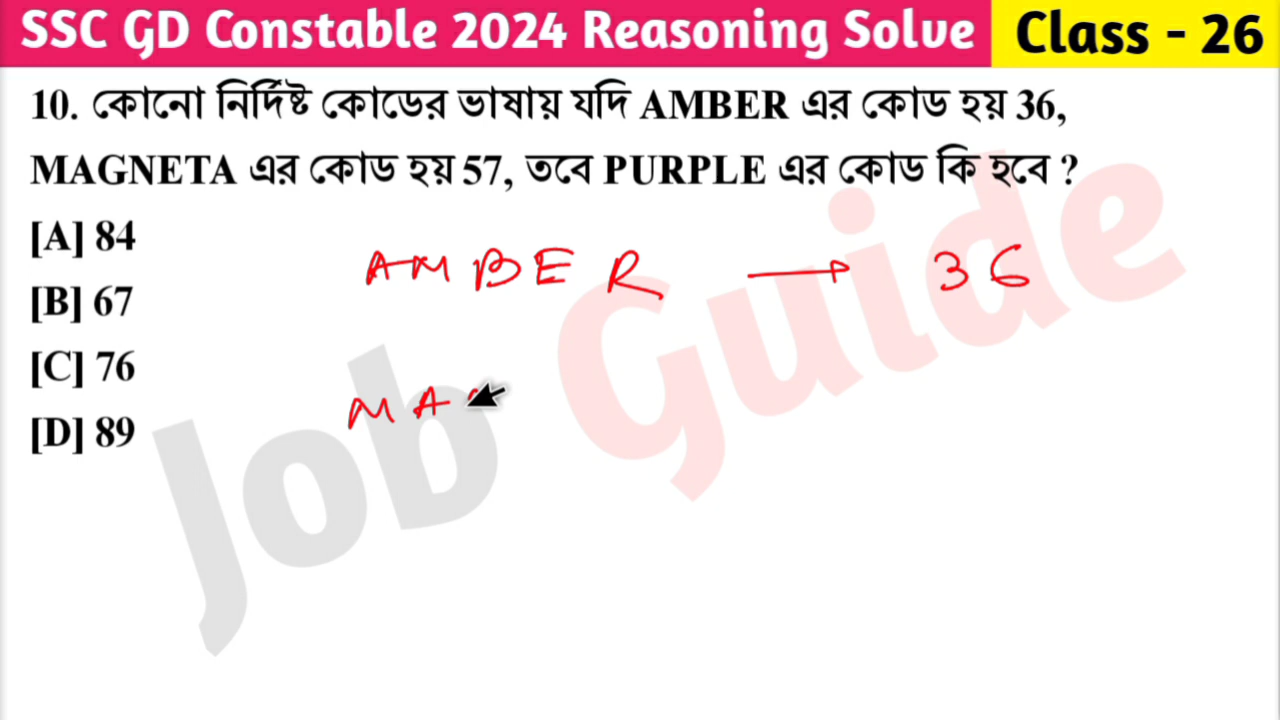 SSC GD Constable 2024 Reasoning Solve Class - 26
10. কোনো নির্দিষ্ট কোডের ভাষায় যদি AMBER এর কোড হয় 36,
MAGNETA এর কোড হয় 57, তবে PURPLE এর কোড কি হবে ?
[A] 84
[B] 67
[C] 76
[D] 89
AMBER → 36
MA
Job Guide